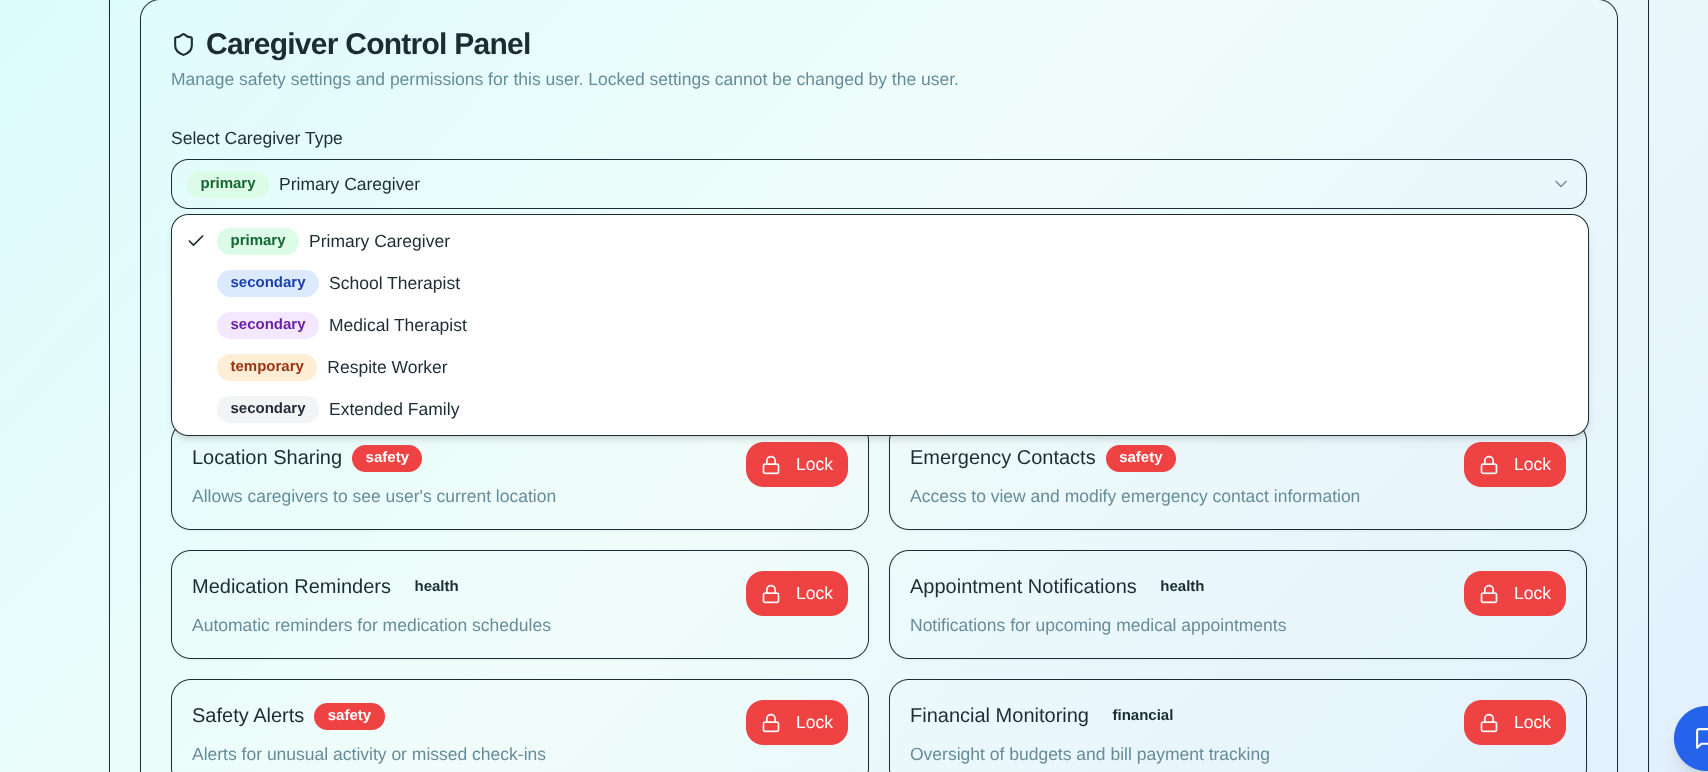 Caregiver Control Panel
Manage safety settings and permissions for this user. Locked settings cannot be changed by the user.
Select Caregiver Type
primary Primary Caregiver
primary Primary Caregiver
secondary School Therapist
secondary Medical Therapist
temporary Respite Worker
secondary Extended Family
Location Sharing safety Lock
Allows caregivers to see user's current location
Emergency Contacts safety Lock
Access to view and modify emergency contact information
Medication Reminders health Lock
Automatic reminders for medication schedules
Appointment Notifications health Lock
Notifications for upcoming medical appointments
Safety Alerts safety Lock
Alerts for unusual activity or missed check-ins
Financial Monitoring financial Lock
Oversight of budgets and bill payment tracking